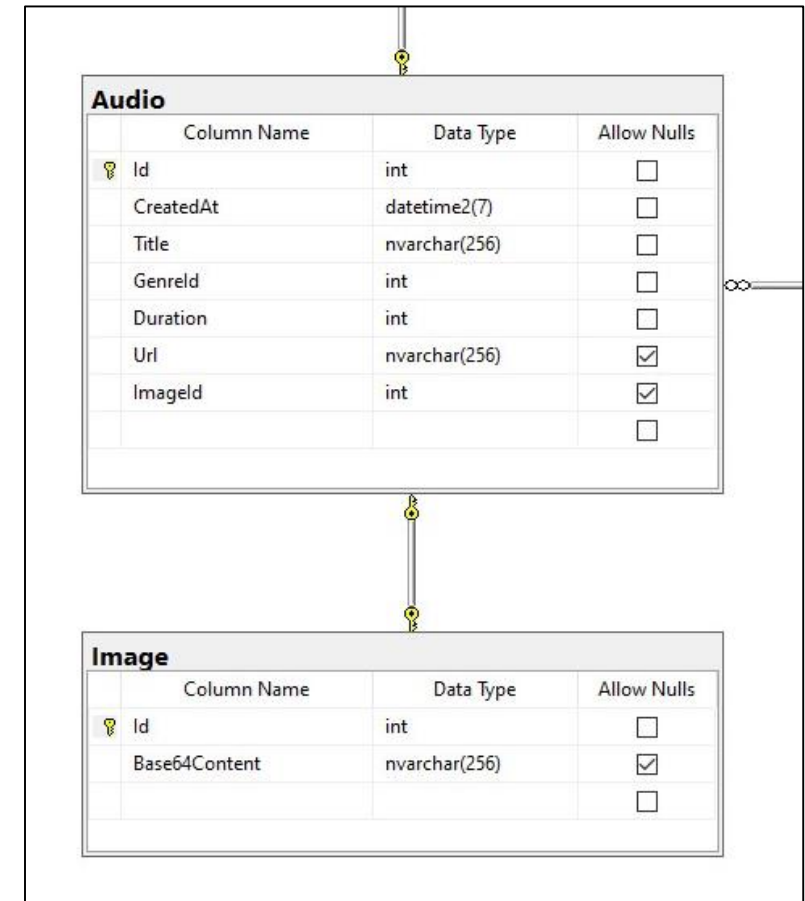 Audio
Column Name Data Type Allow Nulls
Id int
CreatedAt datetime2(7)
Title nvarchar(256)
GenreId int
Duration int
Url nvarchar(256)
ImageId int
Image
Column Name Data Type Allow Nulls
Id int
Base64Content nvarchar(256)